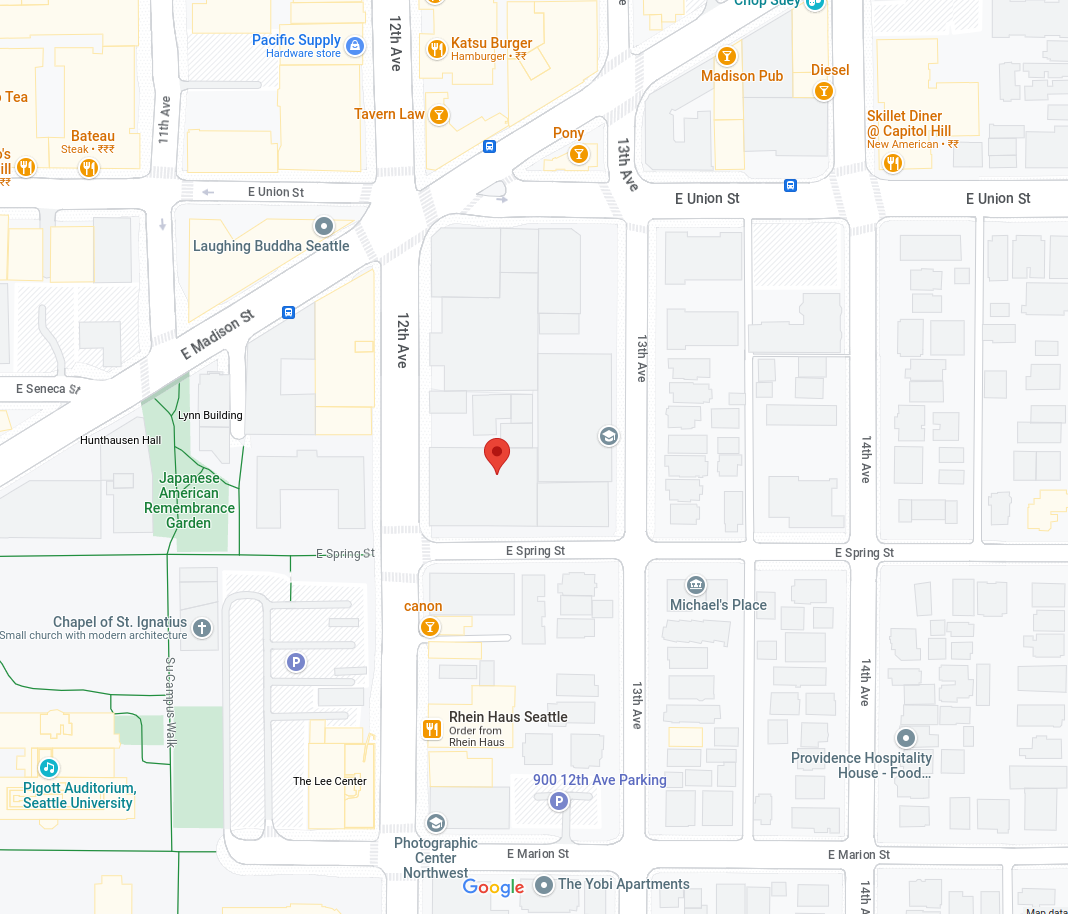 Chop Suey
12th Ave
Pacific Supply
Hardware store
Katsu Burger
Hamburger • ₹₹
Madison Pub
Diesel
Tea
11th Ave
Tavern Law
Bateau
Steak • ₹₹₹
Pony
13th Ave
Skillet Diner
@ Capitol Hill
New American • ₹₹
's
ill
₹₹
E Union St
E Union St
E Union St
Laughing Buddha Seattle
E Madison St
12th Ave
13th Ave
E Seneca St
Lynn Building
Hunthausen Hall
14th Ave
Japanese
American
Remembrance
Garden
E Spring St
E Spring St
E Spring St
Michael's Place
canon
Chapel of St. Ignatius
Small church with modern architecture
P
Su-Campus-Walk
13th Ave
14th Ave
Rhein Haus Seattle
Order from
Rhein Haus
Providence Hospitality
House - Food...
Pigott Auditorium,
Seattle University
The Lee Center
900 12th Ave Parking
P
Photographic
Center
Northwest
E Marion St
E Marion St
Google
The Yobi Apartments
14th A
Map data